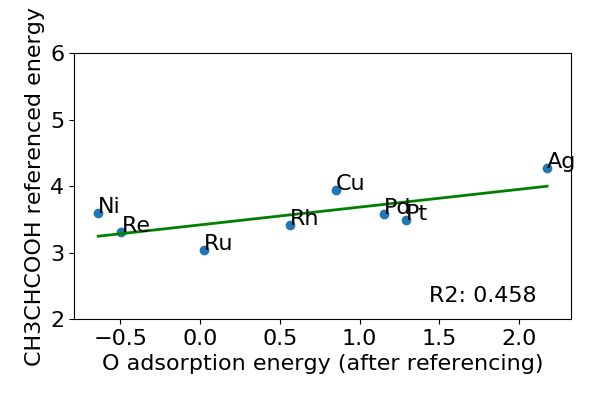 CH3CHCOOH referenced energy
6
5
4
3
2
Ni
Re
Ru
Rh
Cu
Pd
Pt
Ag
R2: 0.458
−0.5 0.0 0.5 1.0 1.5 2.0
O adsorption energy (after referencing)